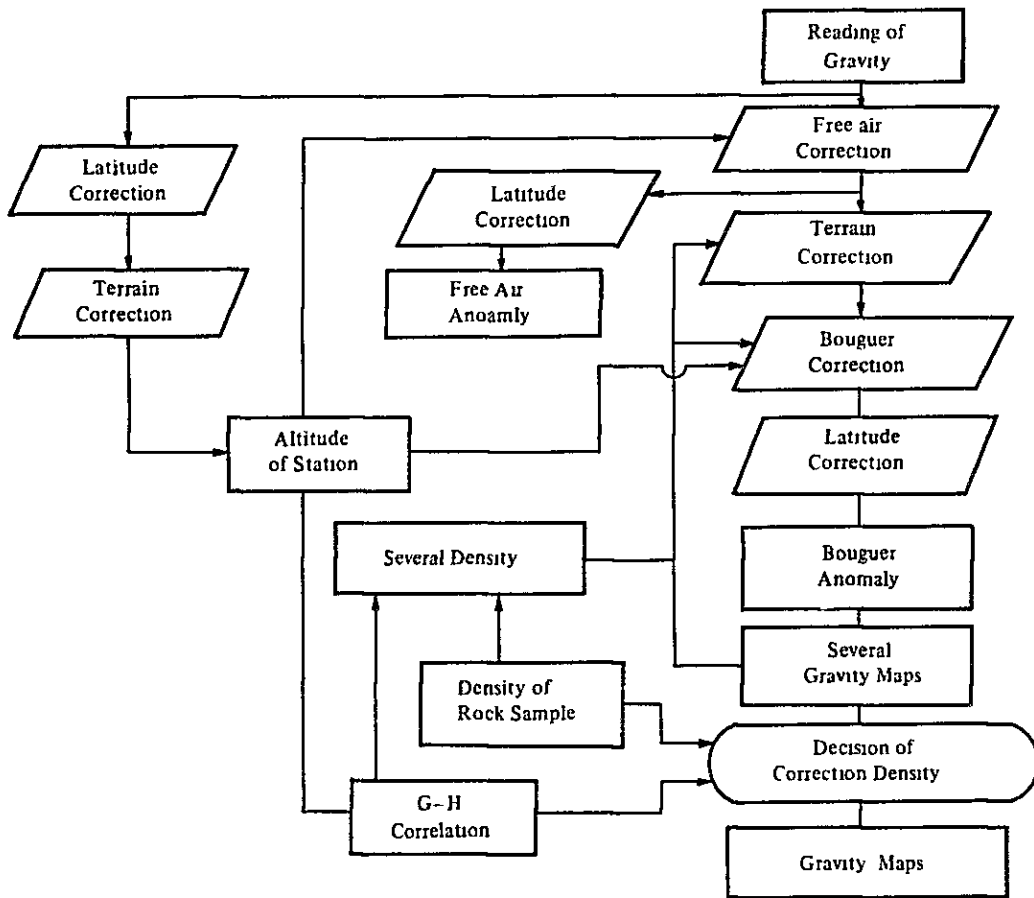 Reading of
Gravity
Free air
Correction
Latitude
Correction
Latitude
Correction
Terrain
Correction
Terrain
Correction
Free Air
Anoamly
Bouguer
Correction
Altitude
of Station
Latitude
Correction
Several Density
Bouguer
Anomaly
Several
Gravity Maps
Density of
Rock Sample
Decision of
Correction Density
G-H
Correlation
Gravity Maps